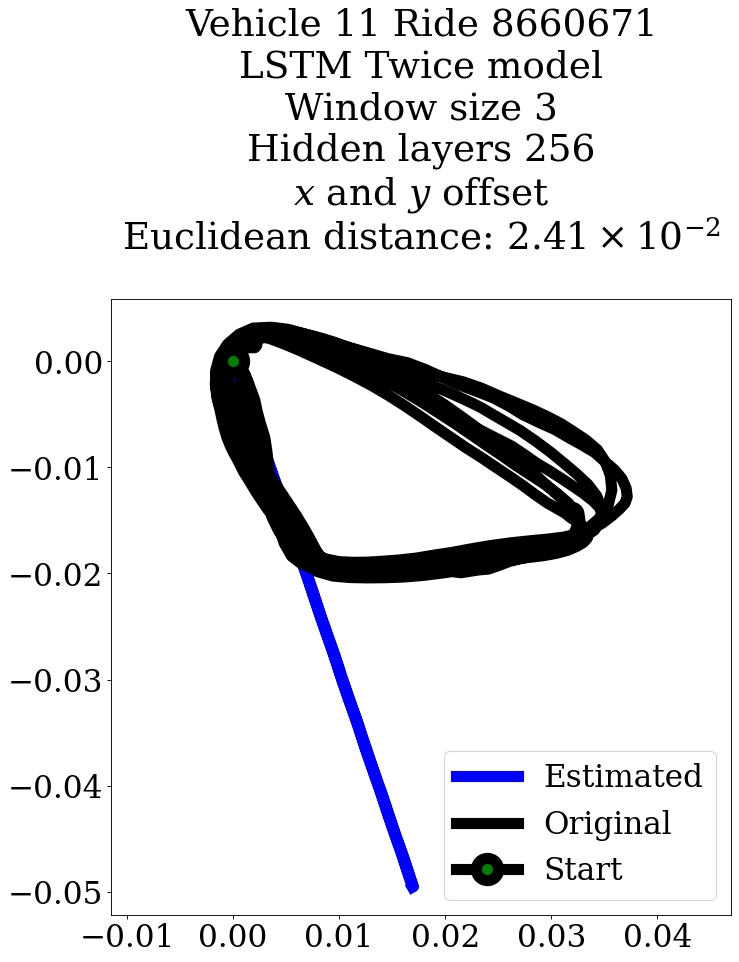 Vehicle 11 Ride 8660671
LSTM Twice model
Window size 3
Hidden layers 256
x and y offset
Euclidean distance: 2.41 × 10⁻²
0.00
−0.01
−0.02
−0.03
−0.04
−0.05
Estimated
Original
Start
−0.01 0.00 0.01 0.02 0.03 0.04